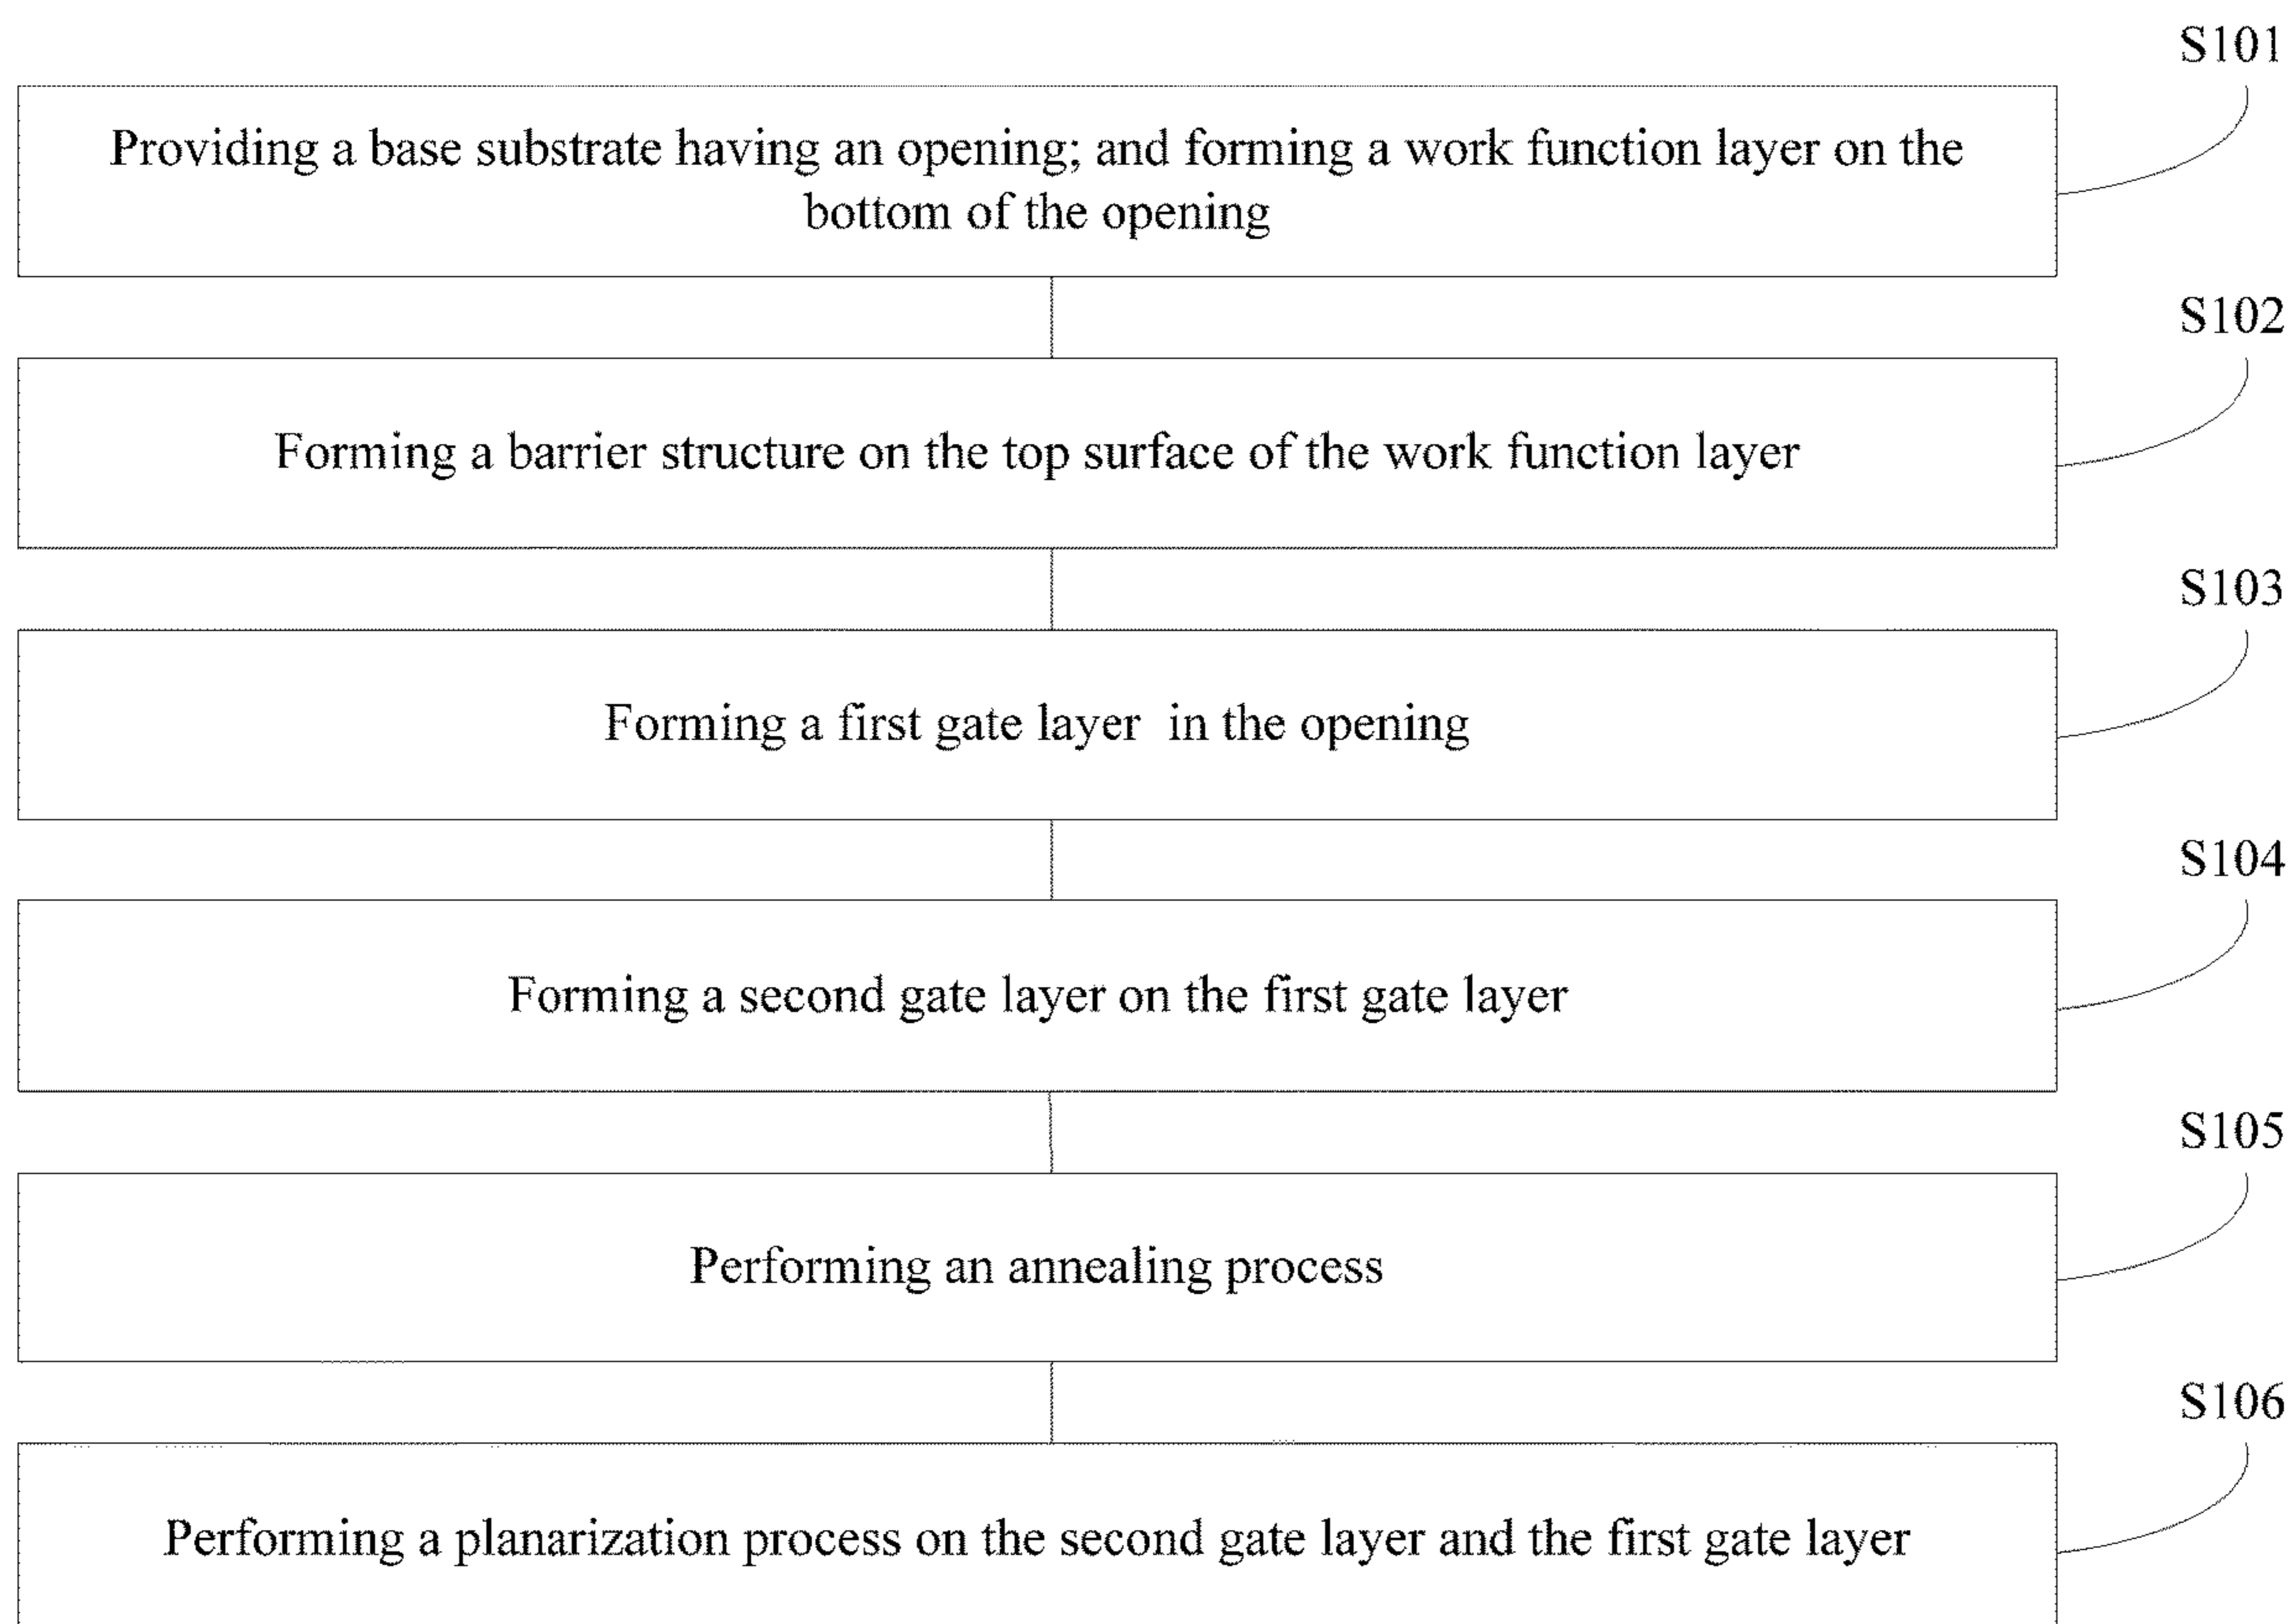 S101
Providing a base substrate having an opening; and forming a work function layer on the
bottom of the opening
S102
Forming a barrier structure on the top surface of the work function layer
S103
Forming a first gate layer in the opening
S104
Forming a second gate layer on the first gate layer
S105
Performing an annealing process
S106
Performing a planarization process on the second gate layer and the first gate layer